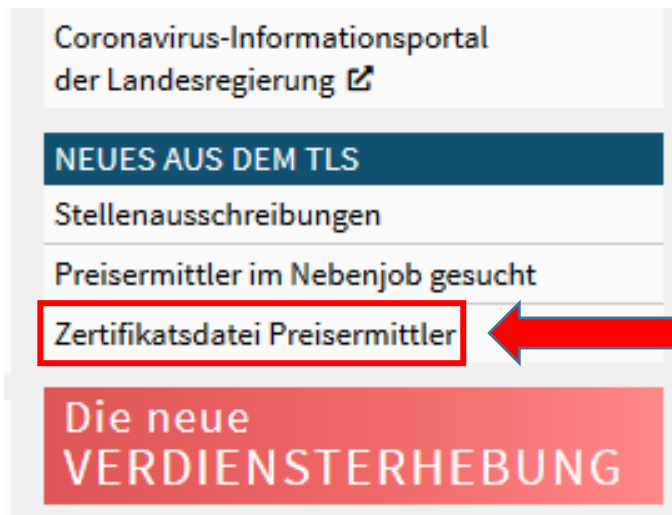 Coronavirus-Informationsportal
der Landesregierung
NEUES AUS DEM TLS
Stellenausschreibungen
Preisermittler im Nebenjob gesucht
Zertifikatsdatei Preisermittler
Die neue
VERDIENSTERHEBUNG